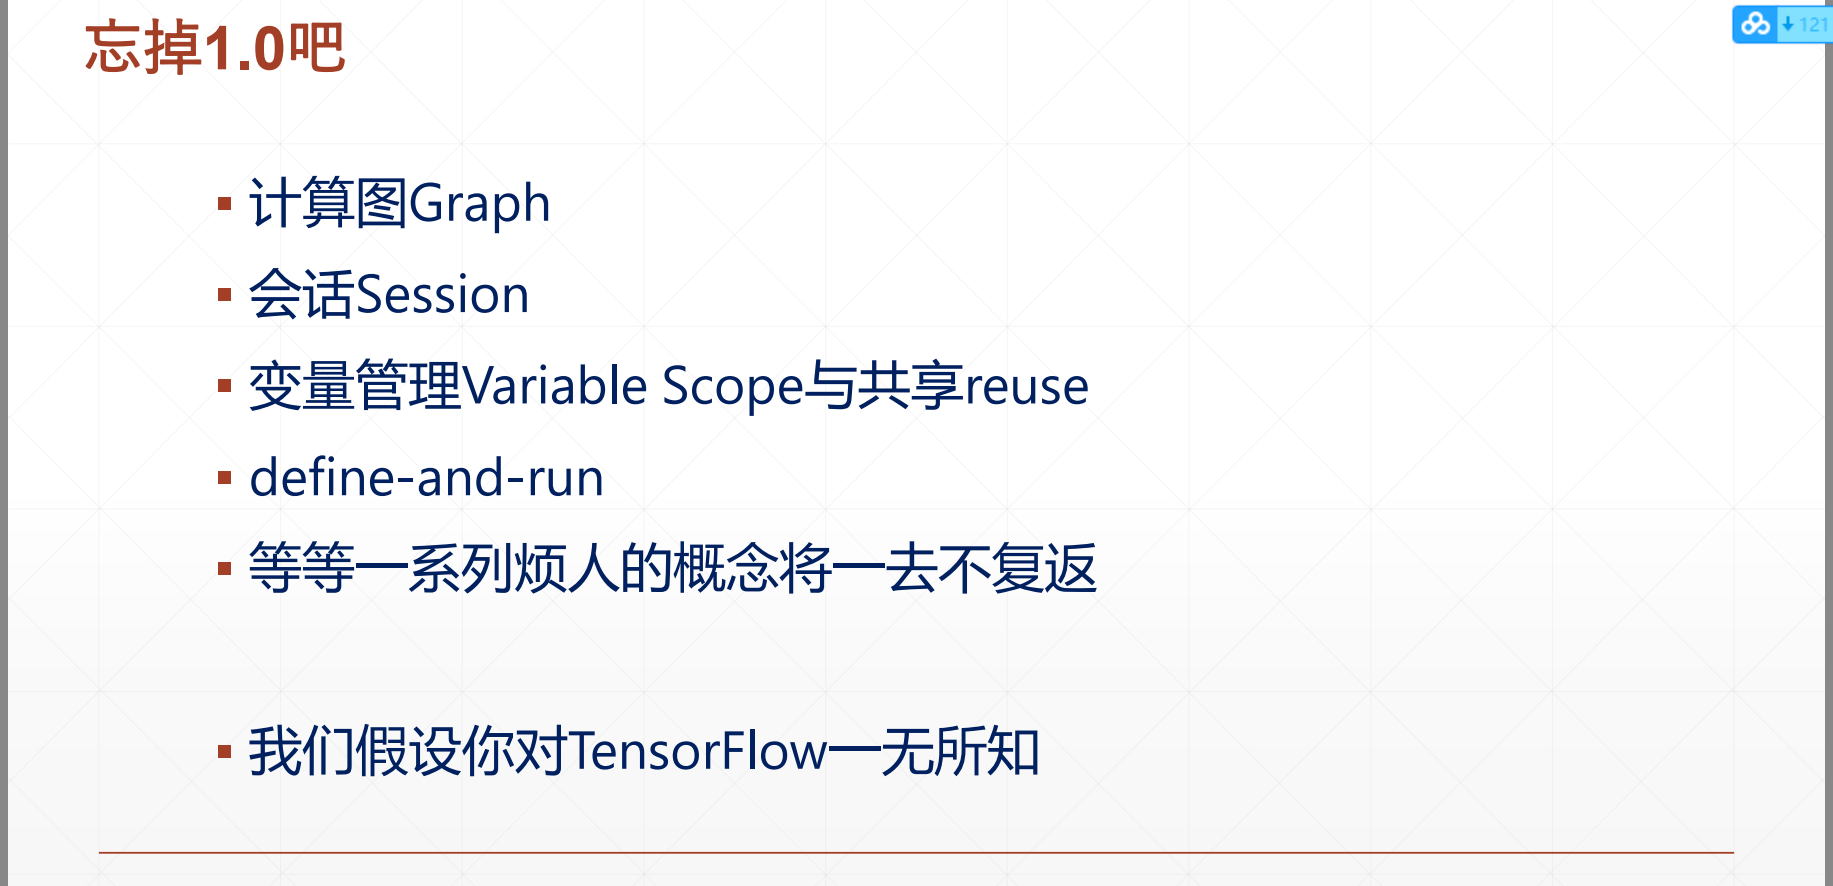 忘掉1.0吧
121
计算图Graph
会话Session
变量管理Variable Scope与共享reuse
define-and-run
等等一系列烦人的概念将一去不复返
我们假设你对TensorFlow一无所知